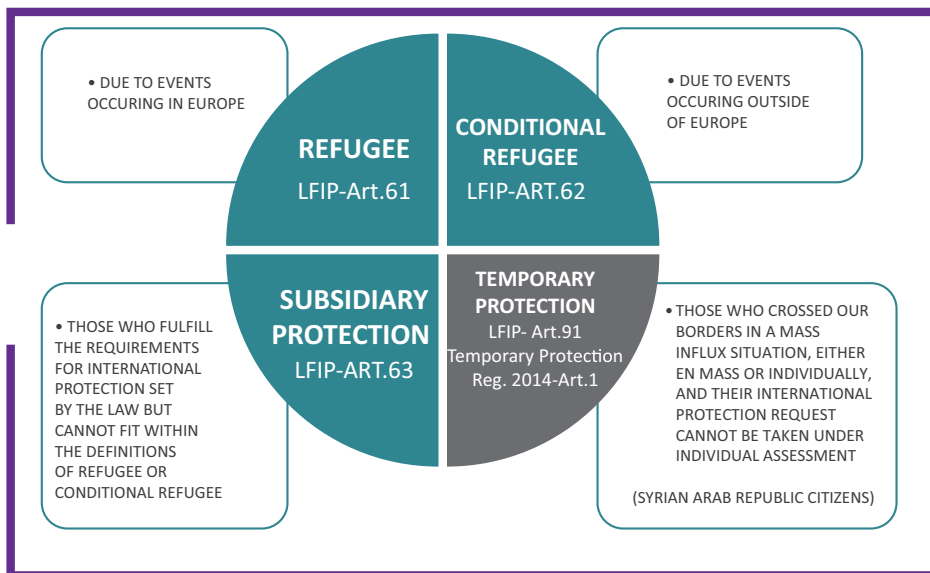 • DUE TO EVENTS
OCCURING IN EUROPE
REFUGEE
LFIP-Art.61
CONDITIONAL
REFUGEE
LFIP-ART.62
• DUE TO EVENTS
OCCURING OUTSIDE
OF EUROPE
• THOSE WHO FULFILL
THE REQUIREMENTS
FOR INTERNATIONAL
PROTECTION SET
BY THE LAW BUT
CANNOT FIT WITHIN
THE DEFINITIONS
OF REFUGEE OR
CONDITIONAL REFUGEE
SUBSIDIARY
PROTECTION
LFIP-ART.63
TEMPORARY
PROTECTION
LFIP- Art.91
Temporary Protection
Reg. 2014-Art.1
• THOSE WHO CROSSED OUR
BORDERS IN A MASS
INFLUX SITUATION, EITHER
EN MASS OR INDIVIDUALLY,
AND THEIR INTERNATIONAL
PROTECTION REQUEST
CANNOT BE TAKEN UNDER
INDIVIDUAL ASSESSMENT
(SYRIAN ARAB REPUBLIC CITIZENS)